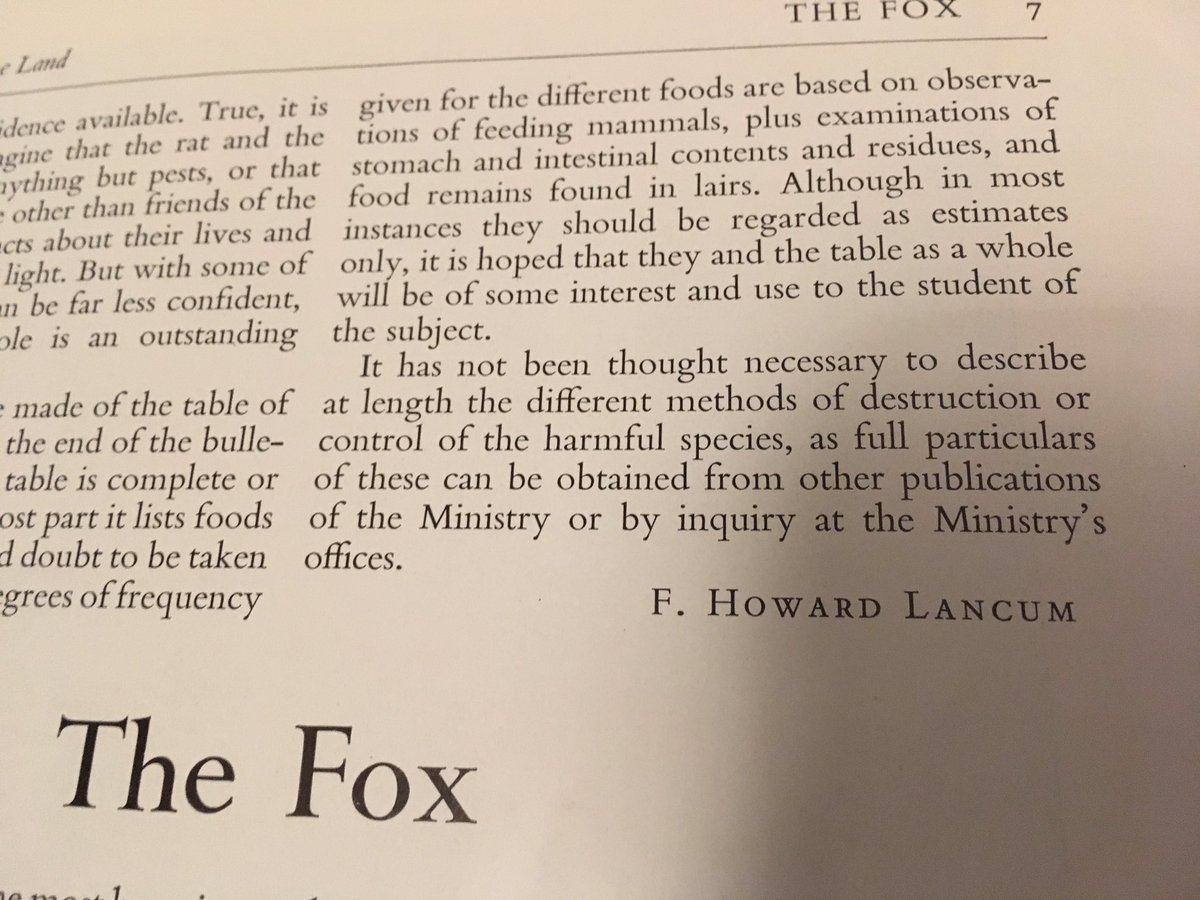 THE FOX 7
Land
available. True, it is
that the rat and the
but pests, or that
other than friends of the
about their lives and
light. But with some of
be far less confident,
is an outstanding
made of the table of
the end of the bulle-
table is complete or
part it lists foods
doubt to be taken
of frequency
given for the different foods are based on observa-
tions of feeding mammals, plus examinations of
stomach and intestinal contents and residues, and
food remains found in lairs. Although in most
instances they should be regarded as estimates
only, it is hoped that they and the table as a whole
will be of some interest and use to the student of
the subject.
It has not been thought necessary to describe
at length the different methods of destruction or
control of the harmful species, as full particulars
of these can be obtained from other publications
of the Ministry or by inquiry at the Ministry's
offices.
F. HOWARD LANCUM
The Fox